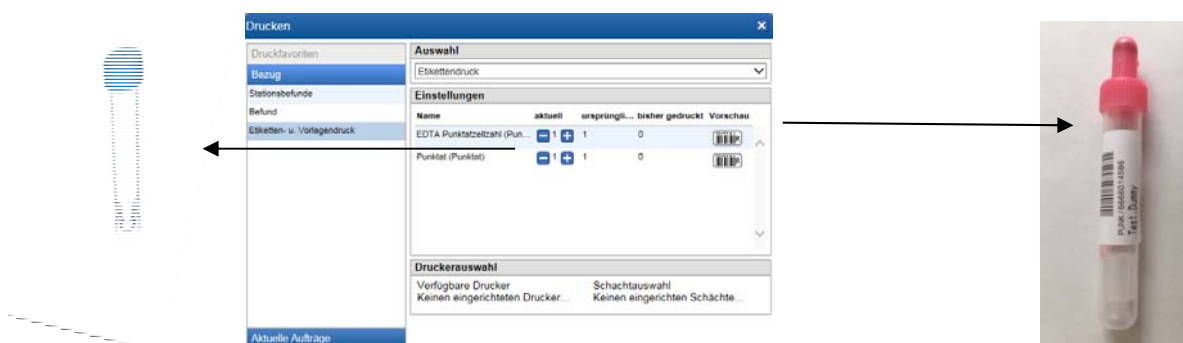 Drucken
Druckfavoriten
Bezug
Stationsbefunde
Befund
Etiketten- u. Vorlagendruck
Aktuelle Aufträge
Auswahl
Etikettendruck
Einstellungen
Name aktuell ursprüngli... bisher gedruckt Vorschau
EDTA Punktatzellzahl (Pun... 1 1 0
Punktat (Punktat) 1 1 0
Druckerauswahl
Verfügbare Drucker Schachtauswahl
Keinen eingerichteten Drucker... Keinen eingerichten Schächte...
Test.Dummy